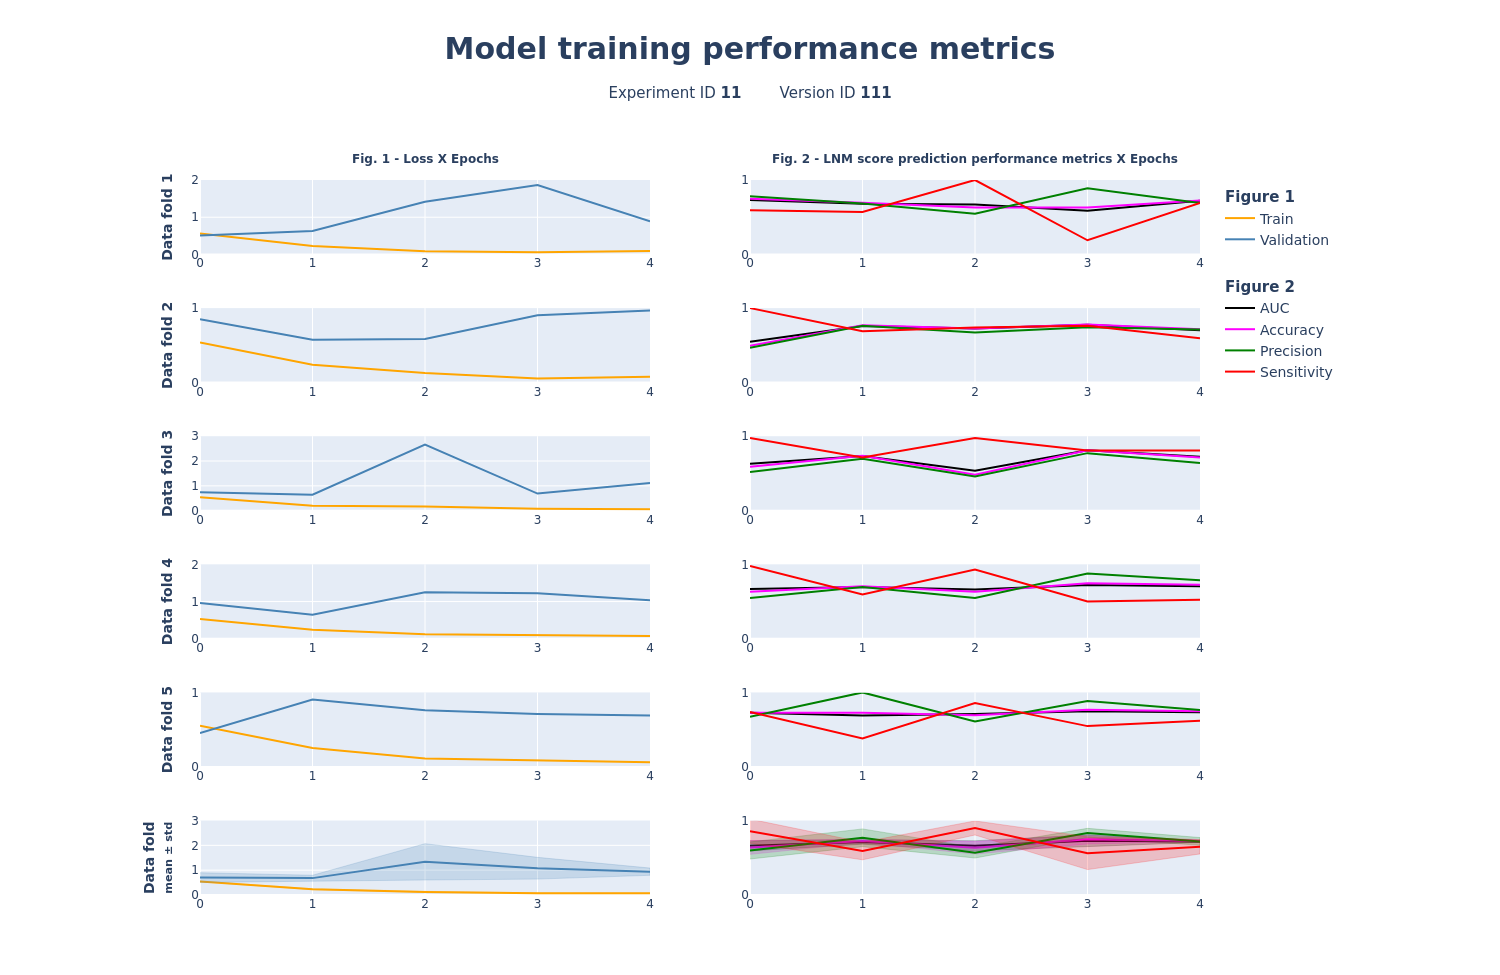 Model training performance metrics
Experiment ID 11 Version ID 111
Fig. 1 - Loss X Epochs
Fig. 2 - LNM score prediction performance metrics X Epochs
Data fold 1
2
1
0
0 1 2 3 4
1
0
0 1 2 3 4
Figure 1
Train
Validation
Figure 2
AUC
Accuracy
Precision
Sensitivity
Data fold 2
1
0
0 1 2 3 4
1
0
0 1 2 3 4
Data fold 3
3
2
1
0
0 1 2 3 4
1
0
0 1 2 3 4
Data fold 4
2
1
0
0 1 2 3 4
1
0
0 1 2 3 4
Data fold 5
1
0
0 1 2 3 4
1
0
0 1 2 3 4
Data fold
mean ± std
3
2
1
0
0 1 2 3 4
1
0
0 1 2 3 4